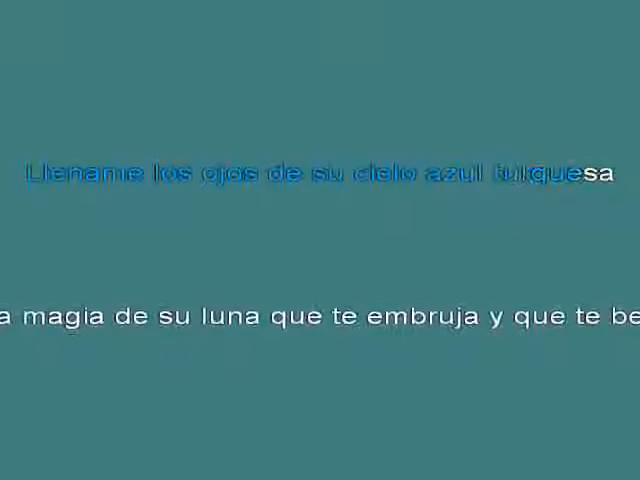 Llename los ojos de su cielo azul turquesa
a magia de su luna que te embruja y que te be